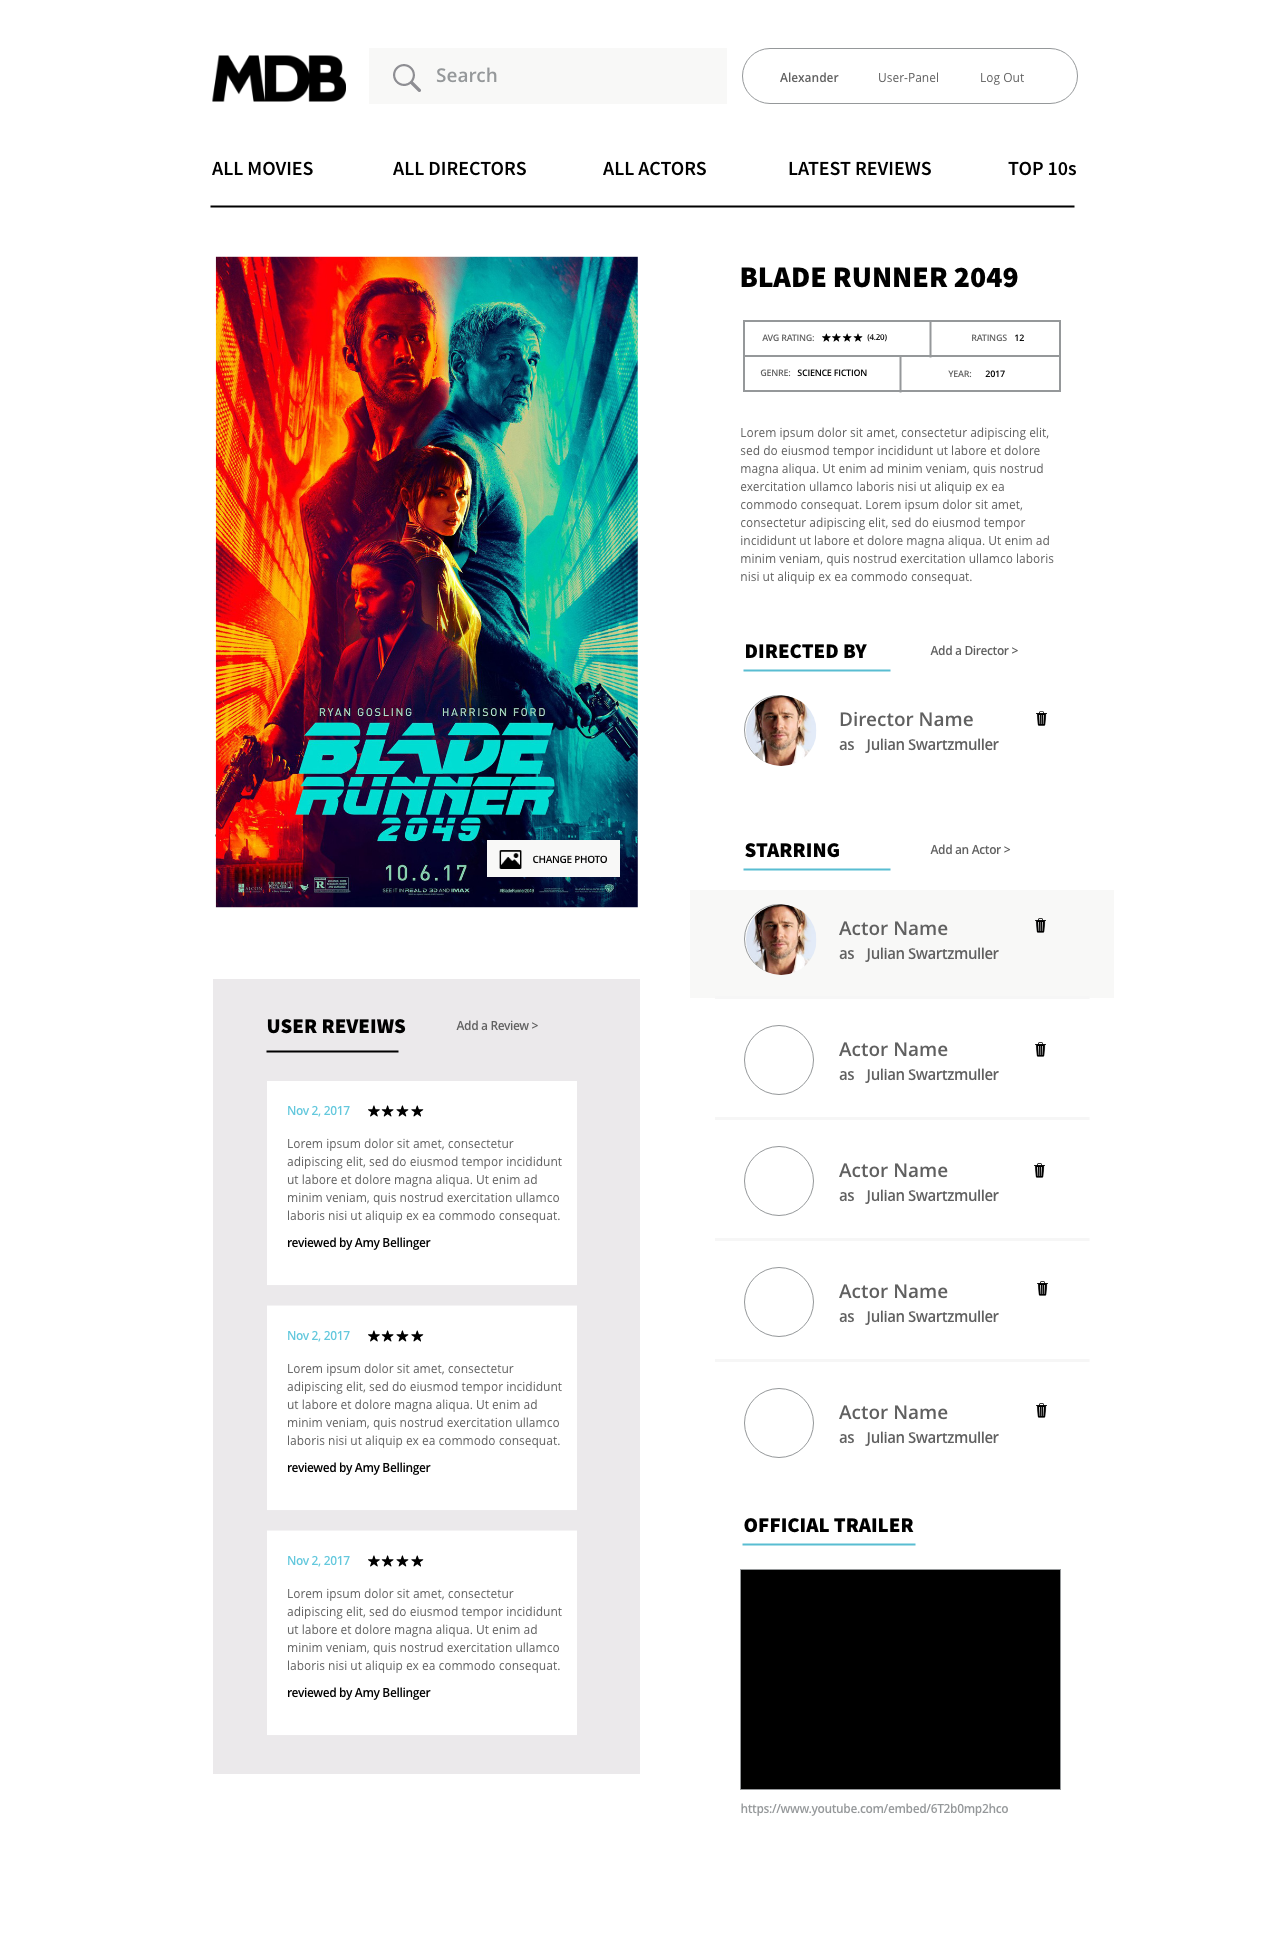 MDB
Search
Alexander User-Panel Log Out
ALL MOVIES ALL DIRECTORS ALL ACTORS LATEST REVIEWS TOP 10s
RYAN GOSLING HARRISON FORD
BLADE
RUNNER
2049
CHANGE PHOTO
10.6.17
SEE IT IN REALD 3D AND IMAX
R
BLADE RUNNER 2049
AVG RATING: ★★★★ (4.20) RATINGS 12
GENRE: SCIENCE FICTION YEAR: 2017
Lorem ipsum dolor sit amet, consectetur adipiscing elit,
sed do eiusmod tempor incididunt ut labore et dolore
magna aliqua. Ut enim ad minim veniam, quis nostrud
exercitation ullamco laboris nisi ut aliquip ex ea
commodo consequat. Lorem ipsum dolor sit amet,
consectetur adipiscing elit, sed do eiusmod tempor
incididunt ut labore et dolore magna aliqua. Ut enim ad
minim veniam, quis nostrud exercitation ullamco laboris
nisi ut aliquip ex ea commodo consequat.
DIRECTED BY Add a Director >
Director Name
as Julian Swartzmuller
STARRING Add an Actor >
Actor Name
as Julian Swartzmuller
Actor Name
as Julian Swartzmuller
Actor Name
as Julian Swartzmuller
Actor Name
as Julian Swartzmuller
Actor Name
as Julian Swartzmuller
OFFICIAL TRAILER
https://www.youtube.com/embed/6T2b0mp2hco
USER REVEIWS Add a Review >
Nov 2, 2017 ★★★★
Lorem ipsum dolor sit amet, consectetur
adipiscing elit, sed do eiusmod tempor incididunt
ut labore et dolore magna aliqua. Ut enim ad
minim veniam, quis nostrud exercitation ullamco
laboris nisi ut aliquip ex ea commodo consequat.
reviewed by Amy Bellinger
Nov 2, 2017 ★★★★
Lorem ipsum dolor sit amet, consectetur
adipiscing elit, sed do eiusmod tempor incididunt
ut labore et dolore magna aliqua. Ut enim ad
minim veniam, quis nostrud exercitation ullamco
laboris nisi ut aliquip ex ea commodo consequat.
reviewed by Amy Bellinger
Nov 2, 2017 ★★★★
Lorem ipsum dolor sit amet, consectetur
adipiscing elit, sed do eiusmod tempor incididunt
ut labore et dolore magna aliqua. Ut enim ad
minim veniam, quis nostrud exercitation ullamco
laboris nisi ut aliquip ex ea commodo consequat.
reviewed by Amy Bellinger